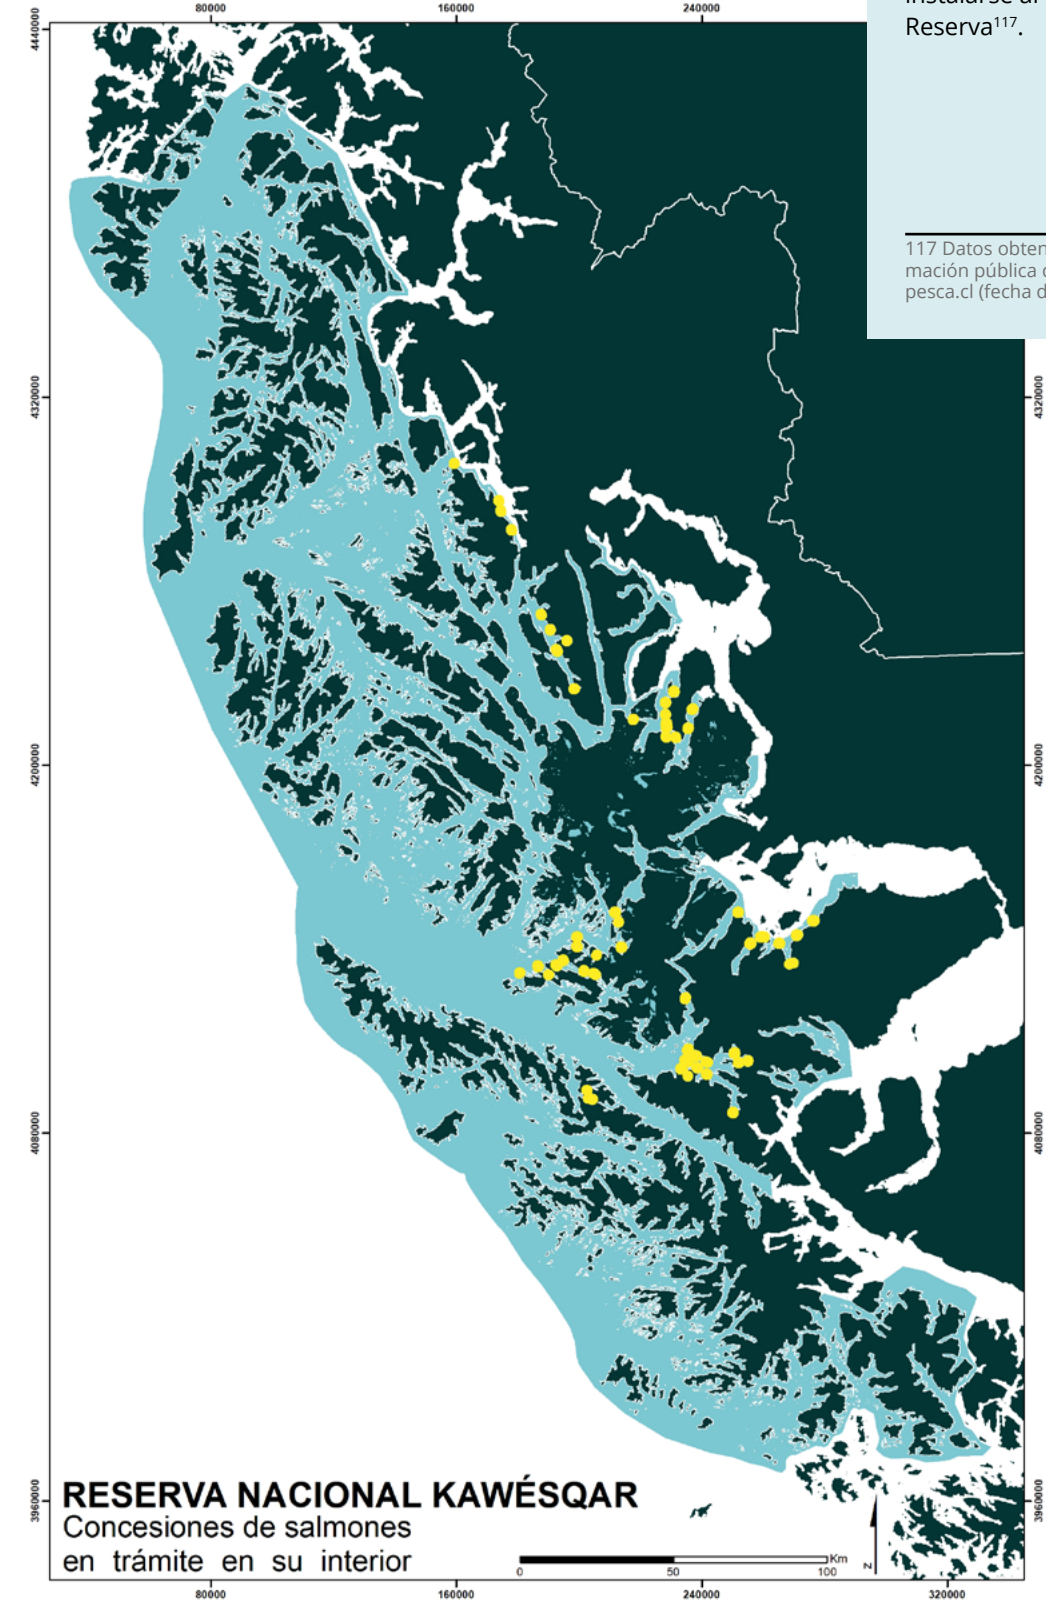 80000
160000
240000
Reserva¹¹⁷.
117 Datos obten
mación pública
pesca.cl (fecha d
4440000
4320000
4320000
4200000
4200000
4080000
4080000
3960000
3960000
RESERVA NACIONAL KAWÉSQAR
Concesiones de salmones
en trámite en su interior
Km
0
50
100
N
80000
160000
240000
320000